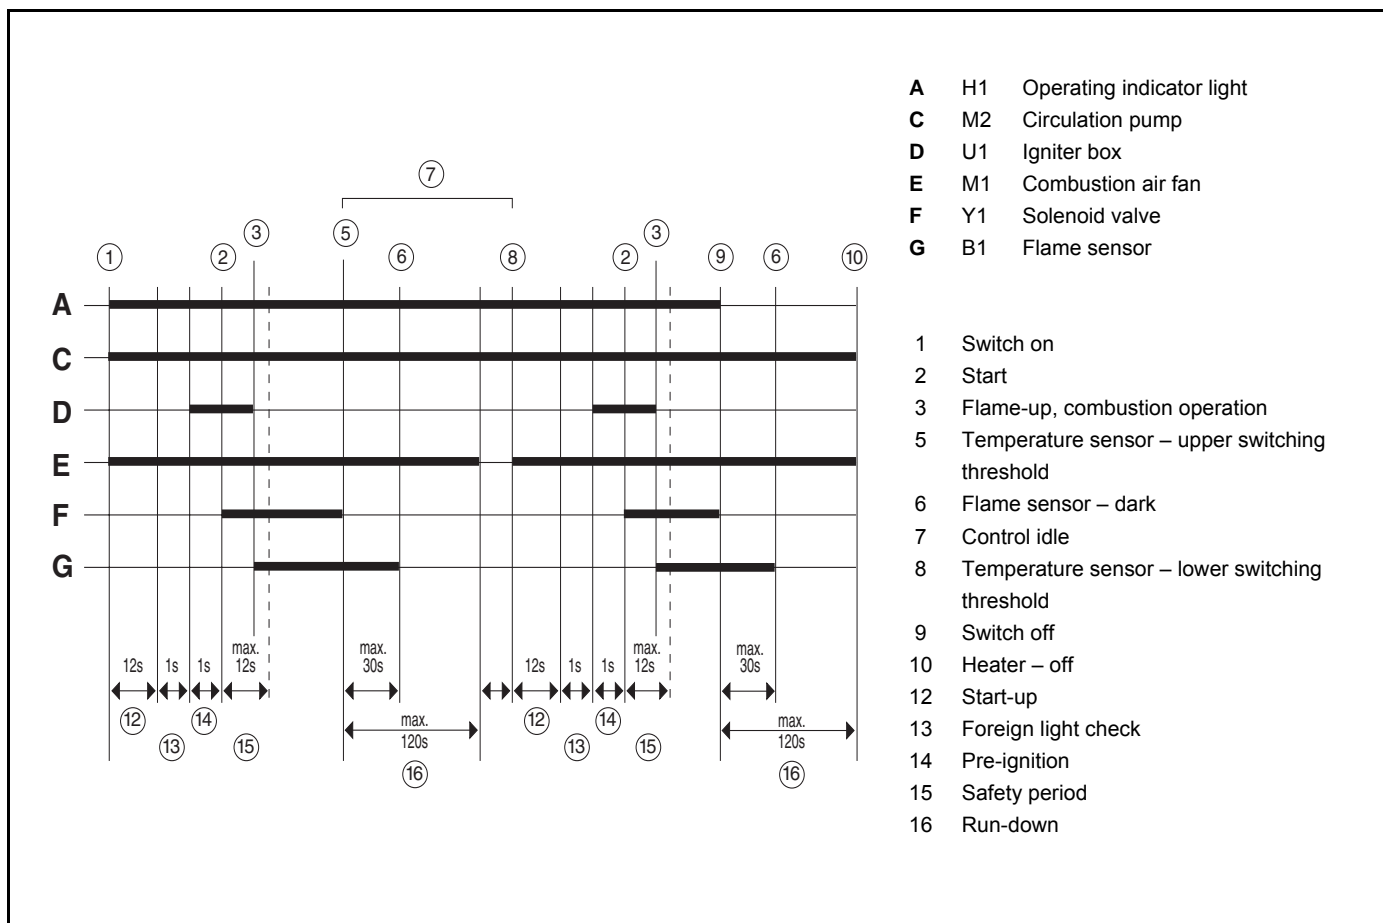 A H1 Operating indicator light
C M2 Circulation pump
D U1 Igniter box
E M1 Combustion air fan
F Y1 Solenoid valve
G B1 Flame sensor
7
3 5 3
1 2 6 8 2 9 6 10
A
C
D
E
F
G
max. max. max. max.
12s 1s 1s 12s 30s 12s 1s 1s 12s 30s
12 14 12 14
max. max.
13 15 120s 13 15 120s
16 16
1 Switch on
2 Start
3 Flame-up, combustion operation
5 Temperature sensor – upper switching
threshold
6 Flame sensor – dark
7 Control idle
8 Temperature sensor – lower switching
threshold
9 Switch off
10 Heater – off
12 Start-up
13 Foreign light check
14 Pre-ignition
15 Safety period
16 Run-down